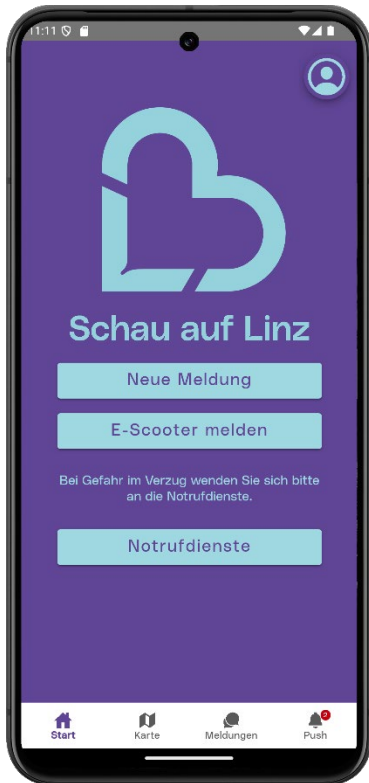 11:11
Schau auf Linz
Neue Meldung
E-Scooter melden
Bei Gefahr im Verzug wenden Sie sich bitte
an die Notrufdienste.
Notrufdienste
2
Start Karte Meldungen Push